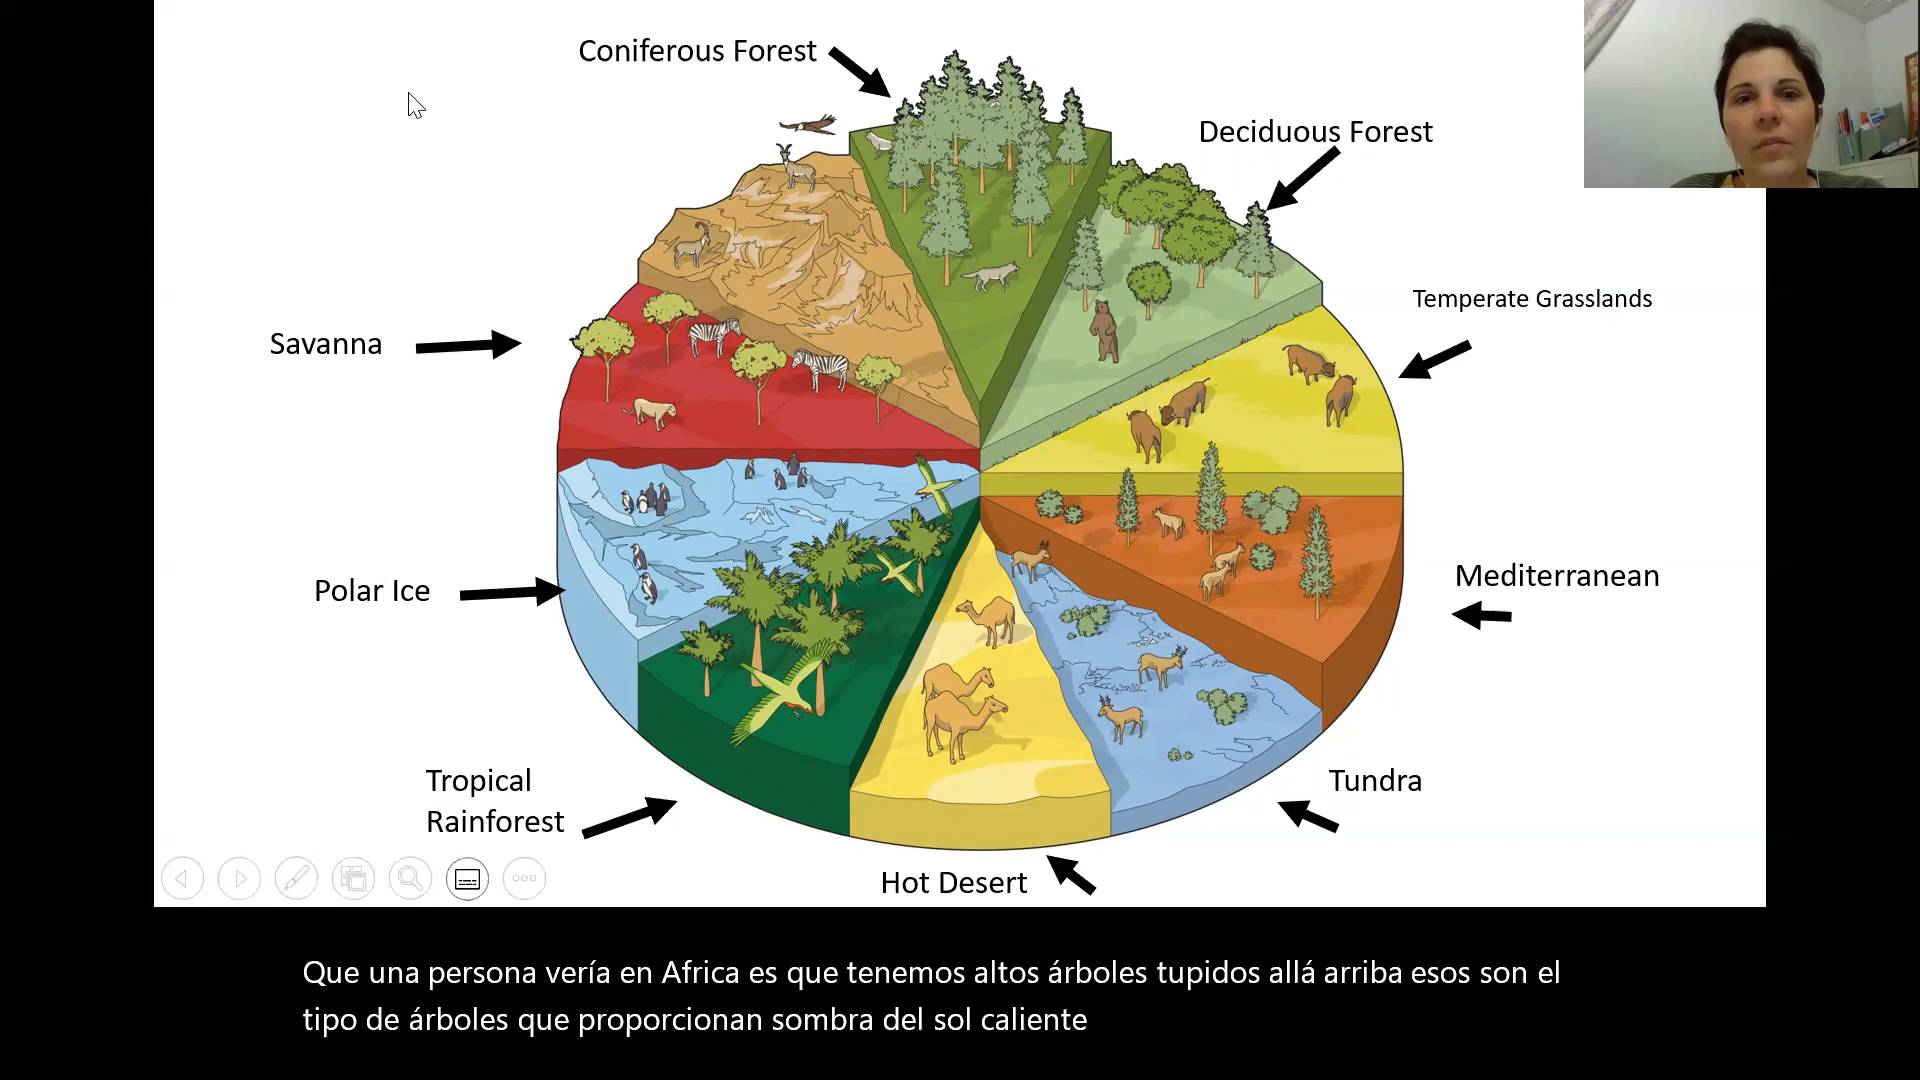 Coniferous Forest
Deciduous Forest
Temperate Grasslands
Savanna
Mediterranean
Polar Ice
Tropical
Rainforest
Tundra
Hot Desert
Que una persona vería en Africa es que tenemos altos árboles tupidos allá arriba esos son el
tipo de árboles que proporcionan sombra del sol caliente